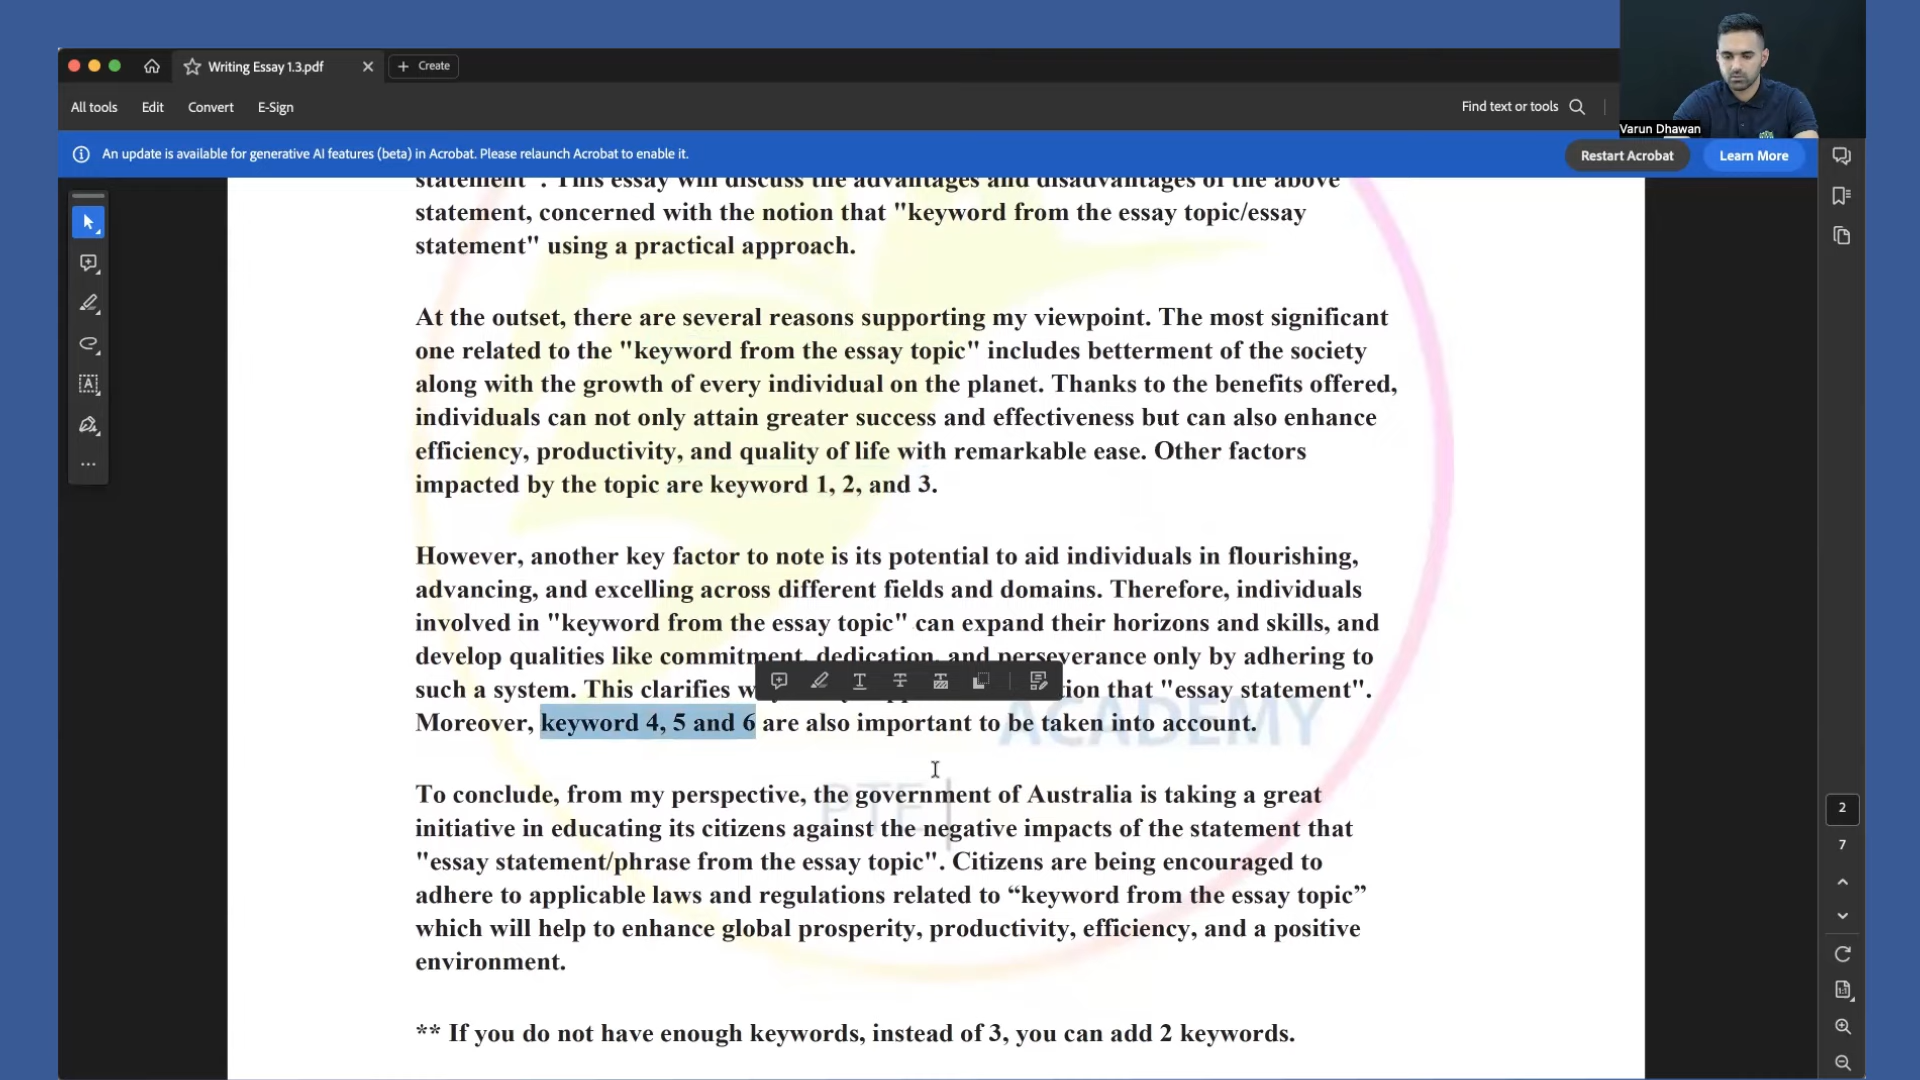 Writing Essay 1.3.pdf
Create
All tools
Edit
Convert
E-Sign
Find text or tools
Varun Dhawan
An update is available for generative AI features (beta) in Acrobat. Please relaunch Acrobat to enable it.
Restart Acrobat
Learn More
statement". This essay will discuss the advantages and disadvantages of the above
statement, concerned with the notion that "keyword from the essay topic/essay
statement" using a practical approach.
At the outset, there are several reasons supporting my viewpoint. The most significant
one related to the "keyword from the essay topic" includes betterment of the society
along with the growth of every individual on the planet. Thanks to the benefits offered,
individuals can not only attain greater success and effectiveness but can also enhance
efficiency, productivity, and quality of life with remarkable ease. Other factors
impacted by the topic are keyword 1, 2, and 3.
However, another key factor to note is its potential to aid individuals in flourishing,
advancing, and excelling across different fields and domains. Therefore, individuals
involved in "keyword from the essay topic" can expand their horizons and skills, and
develop qualities like commitment, dedication, and perseverance only by adhering to
such a system. This clarifies that "essay statement".
Moreover, keyword 4, 5 and 6 are also important to be taken into account.
ACADEMY
PTE
To conclude, from my perspective, the government of Australia is taking a great
initiative in educating its citizens against the negative impacts of the statement that
"essay statement/phrase from the essay topic". Citizens are being encouraged to
adhere to applicable laws and regulations related to “keyword from the essay topic”
which will help to enhance global prosperity, productivity, efficiency, and a positive
environment.
** If you do not have enough keywords, instead of 3, you can add 2 keywords.
2
7